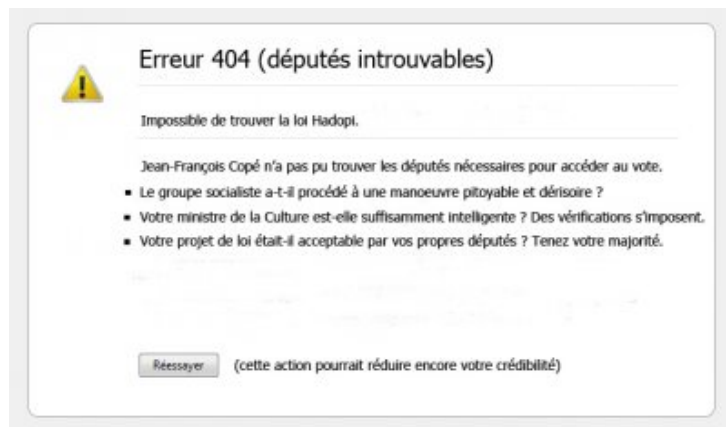 Erreur 404 (députés introuvables)
Impossible de trouver la loi Hadopi.
Jean-François Copé n'a pas pu trouver les députés nécessaires pour accéder au vote.
Le groupe socialiste a-t-il procédé à une manoeuvre pitoyable et dérisoire ?
Votre ministre de la Culture est-elle suffisamment intelligente ? Des vérifications s'imposent.
Votre projet de loi était-il acceptable par vos propres députés ? Tenez votre majorité.
Réessayer (cette action pourrait réduire encore votre crédibilité)